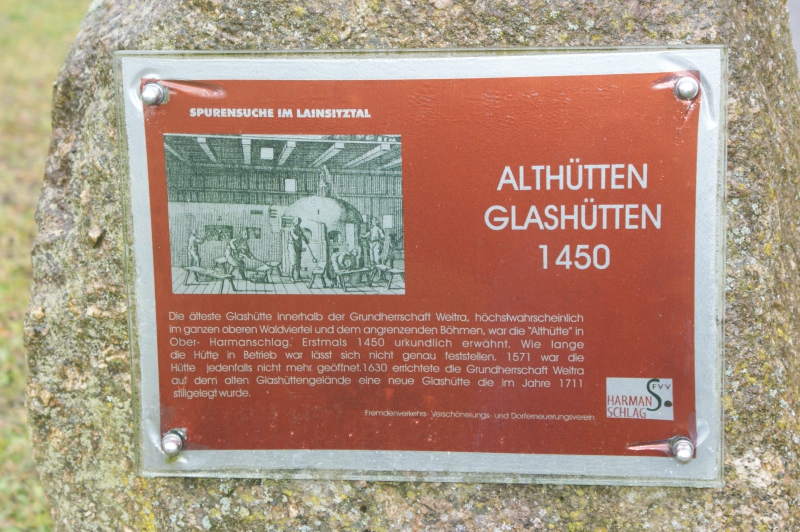 SPURENSUCHE IM LAINSITZTAL
ALTHÜTTEN
GLASHÜTTEN
1450
Die älteste Glashütte innerhalb der Grundherrschaft Weitra, höchstwahrscheinlich
im ganzen oberen Waldviertel und dem angrenzenden Böhmen, war die "Althütte" in
Ober- Harmanschlag. Erstmals 1450 urkundlich erwähnt. Wie lange
die Hütte in Betrieb war lässt sich nicht genau feststellen. 1571 war die
Hütte jedenfalls nicht mehr geöffnet.1630 errichtete die Grundherrschaft Weitra
auf dem alten Glashüttengelände eine neue Glashütte die im Jahre 1711
stillgelegt wurde.
Fremdenverkehrs- Verschönesungs- und Dorferneuerungsverein
FVV
HARMAN
SCHLAG